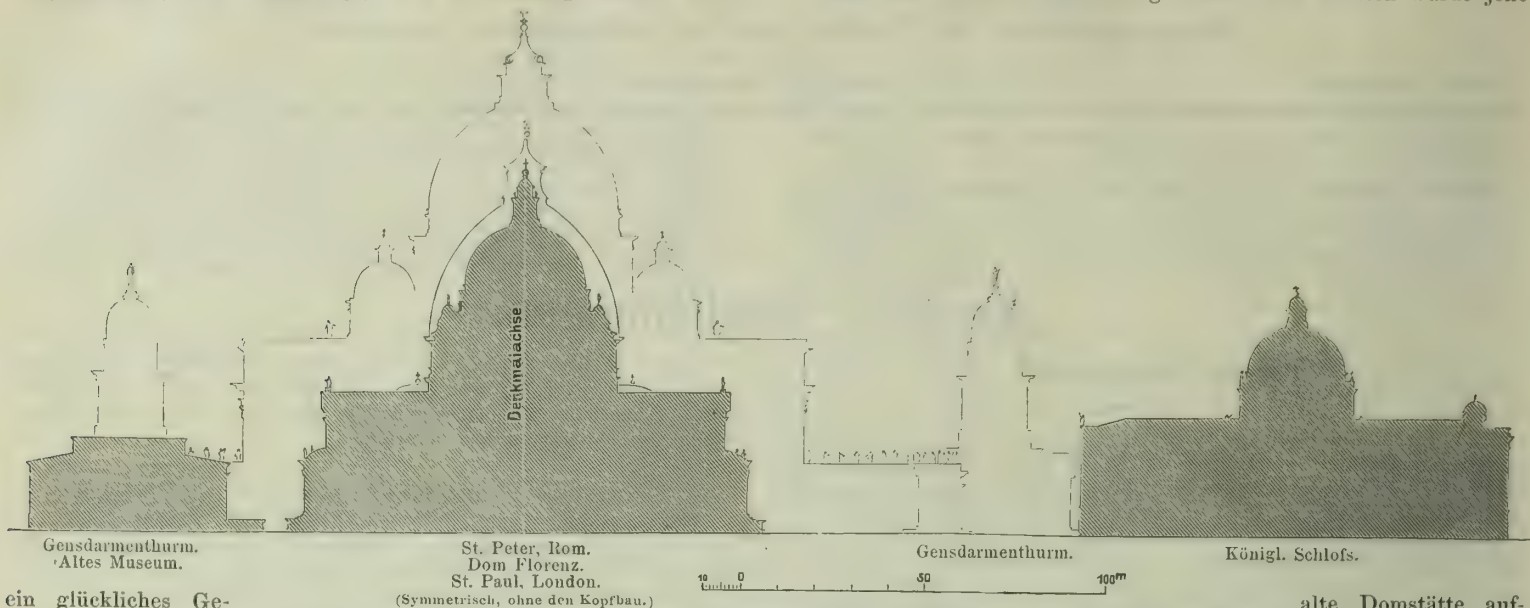 Denkmalachse
Gensdarmenthurm.
Altes Museum.
St. Peter, Rom.
Dom Florenz.
St. Paul, London.
(Symmetrisch, ohne den Kopfbau.)
10 0 50 100m
Gensdarmenthurm.
Königl. Schloſs.
ein glückliches Ge-
alte Domstätte auf-